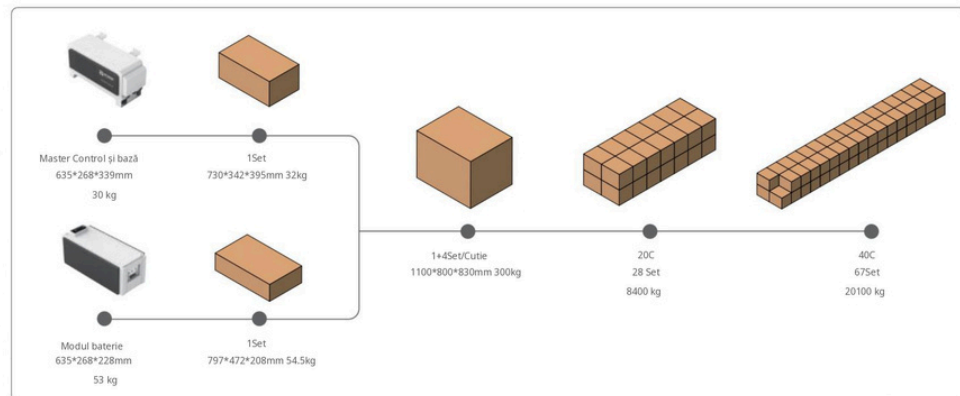 Master Control și bază
635*268*339mm
30 kg
1Set
730*342*395mm 32kg
Modul baterie
635*268*228mm
53 kg
1Set
797*472*208mm 54.5kg
1+4Set/Cutie
1100*800*830mm 300kg
20C
28 Set
8400 kg
40C
67Set
20100 kg